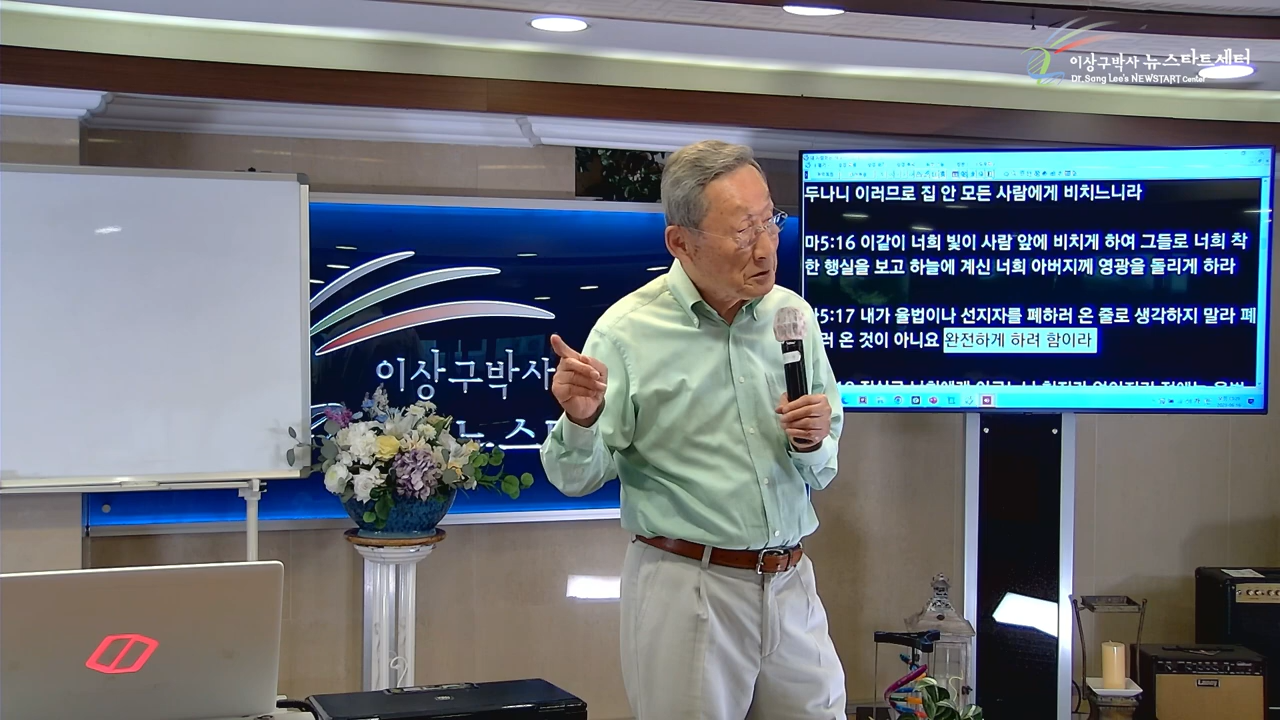 이상구박사 뉴스타트센터
Dr. Sang Lee's NEWSTART Center
두나니 이러므로 집 안 모든 사람에게 비치느니라
마5:16 이같이 너희 빛이 사람 앞에 비치게 하여 그들로 너희 착
한 행실을 보고 하늘에 계신 너희 아버지께 영광을 돌리게 하라
마5:17 내가 율법이나 선지자를 폐하러 온 줄로 생각하지 말라 폐
러 온 것이 아니요 완전하게 하려 함이라
이상구박사
뉴스
Laney